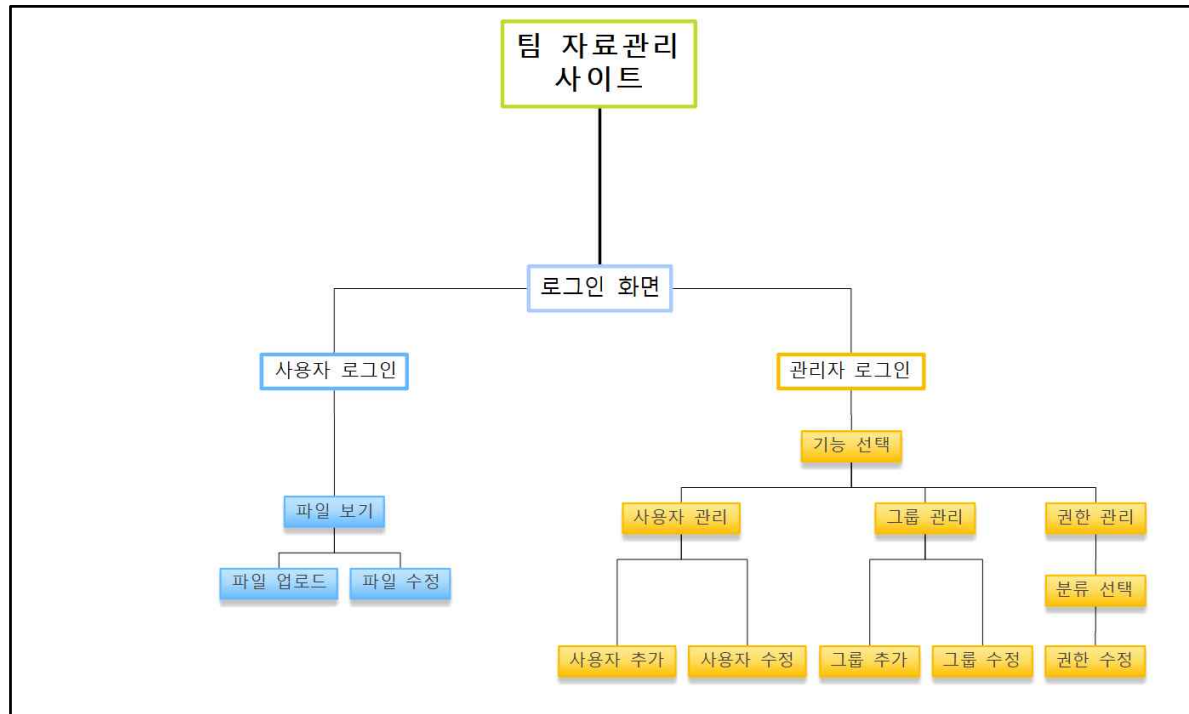 팀 자료관리
사이트
로그인 화면
사용자 로그인
관리자 로그인
기능 선택
파일 보기
사용자 관리
그룹 관리
권한 관리
파일 업로드
파일 수정
분류 선택
사용자 추가
사용자 수정
그룹 추가
그룹 수정
권한 수정